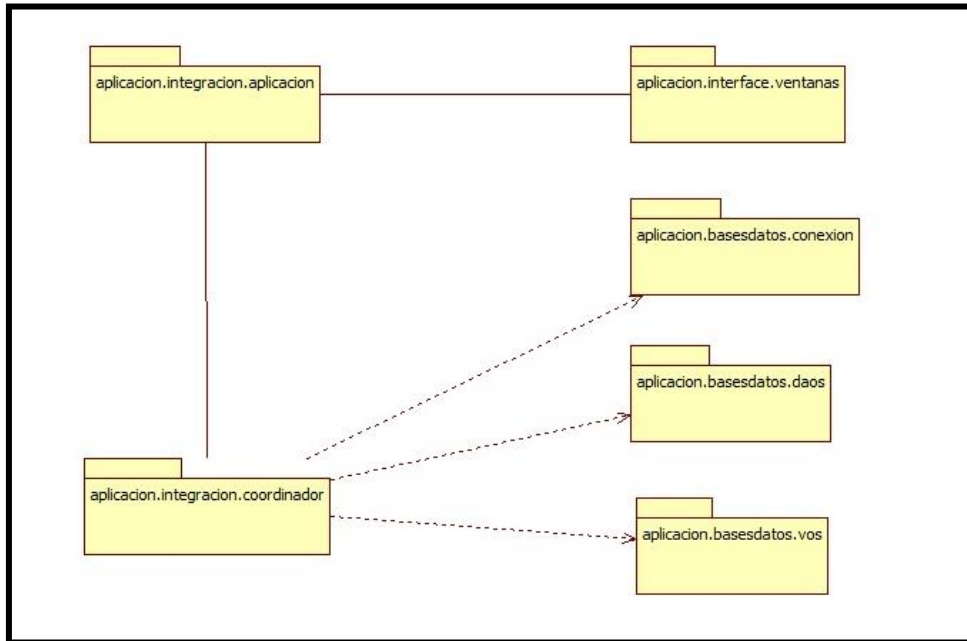 aplicacion.integracion.aplicacion
aplicacion.interface.ventanas
aplicacion.basesdatos.conexion
aplicacion.basesdatos.daos
aplicacion.integracion.coordinador
aplicacion.basesdatos.vos